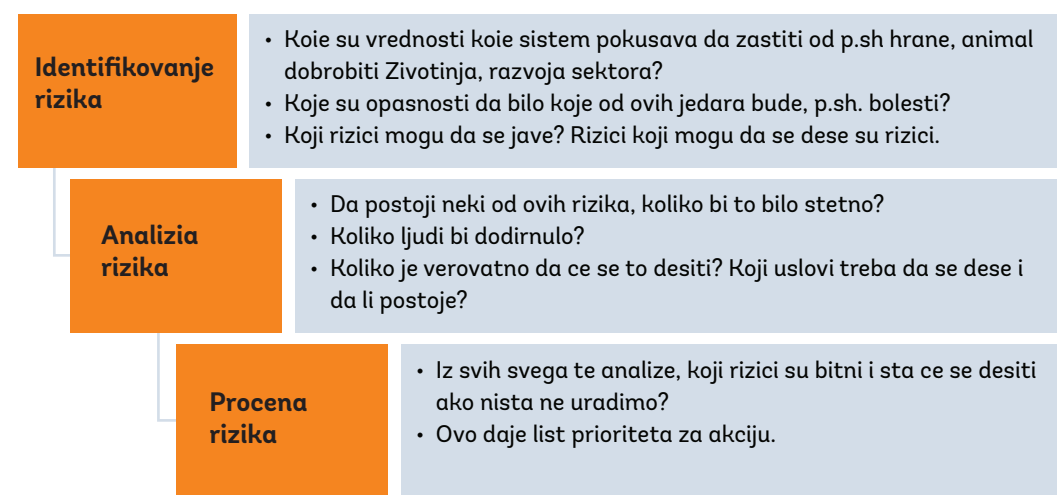 Identifikovanje
rizika
• Koie su vrednosti koie sistem pokusava da zastiti od p.sh hrane, animal
dobrobiti Zivotinja, razvoja sektora?
• Koje su opasnosti da bilo koje od ovih jedara bude, p.sh. bolesti?
• Koji rizici mogu da se jave? Rizici koji mogu da se dese su rizici.
Analizia
rizika
• Da postoji neki od ovih rizika, koliko bi to bilo stetno?
• Koliko ljudi bi dodirnulo?
• Koliko je verovatno da ce se to desiti? Koji uslovi treba da se dese i
da li postoje?
Procena
rizika
• Iz svih svega te analize, koji rizici su bitni i sta ce se desiti
ako nista ne uradimo?
• Ovo daje list prioriteta za akciju.